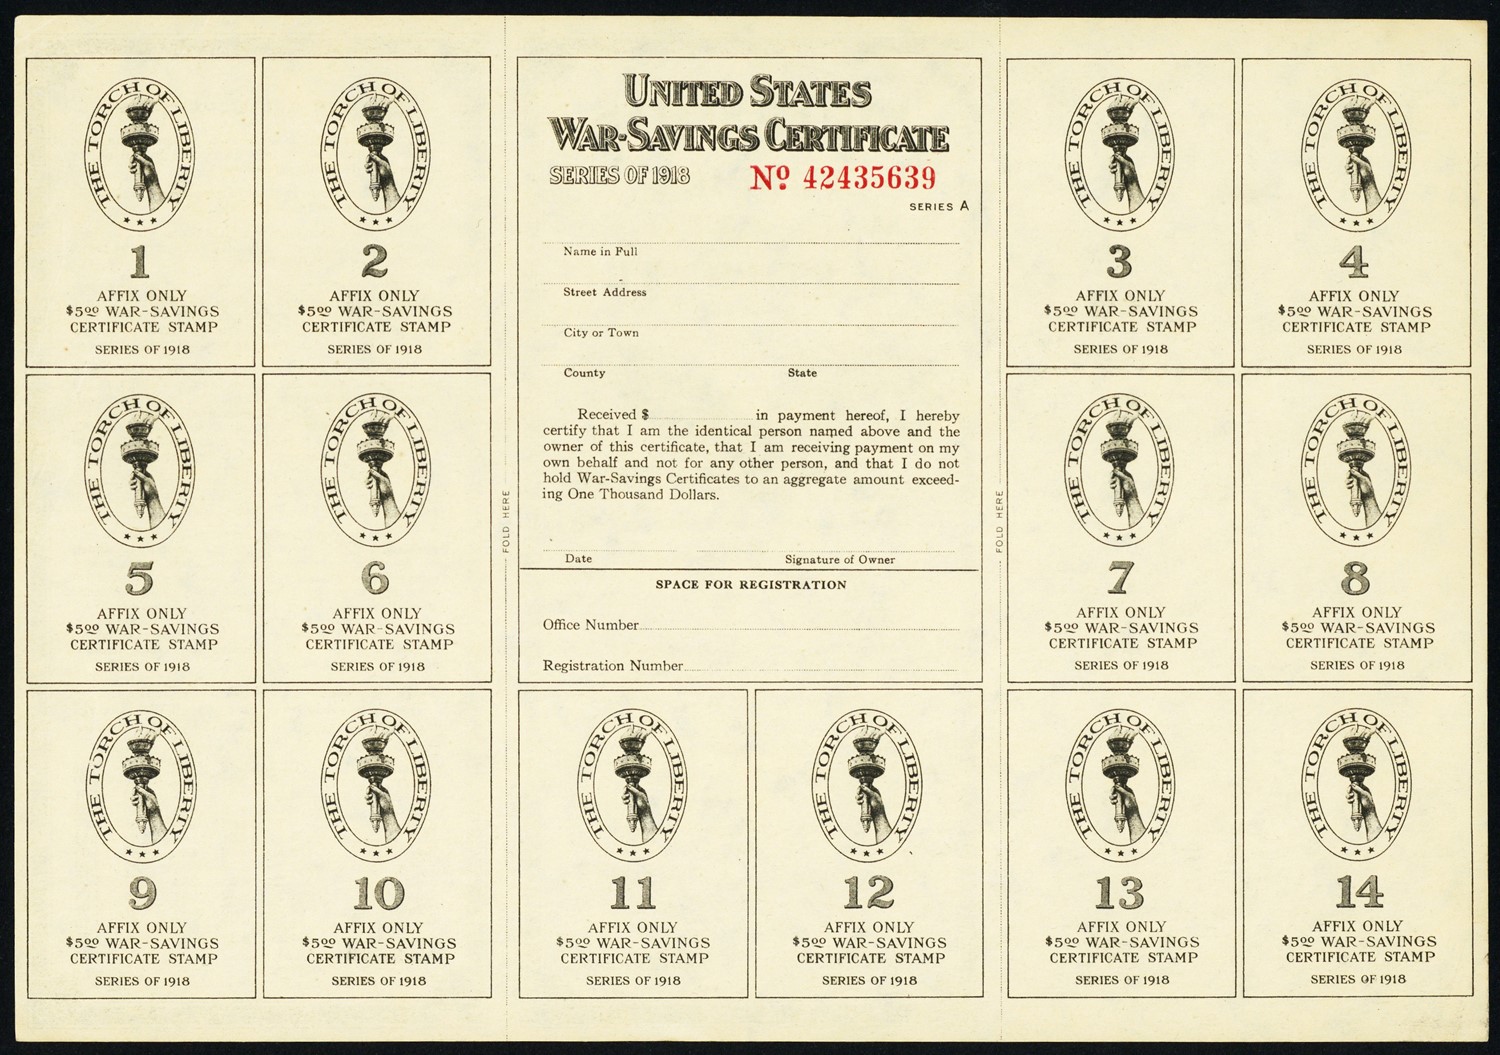 THE TORCH OF LIBERTY
1
AFFIX ONLY
$5.00 WAR-SAVINGS
CERTIFICATE STAMP
SERIES OF 1918
THE TORCH OF LIBERTY
2
AFFIX ONLY
$5.00 WAR-SAVINGS
CERTIFICATE STAMP
SERIES OF 1918
UNITED STATES
WAR-SAVINGS CERTIFICATE
SERIES OF 1918
No. 42435639
SERIES A
Name in Full
Street Address
City or Town
County State
Received $ in payment hereof, I hereby
certify that I am the identical person named above and the
owner of this certificate, that I am receiving payment on my
own behalf and not for any other person, and that I do not
hold War-Savings Certificates to an aggregate amount exceed-
ing One Thousand Dollars.
Date Signature of Owner
SPACE FOR REGISTRATION
Office Number
Registration Number
FOLD HERE
FOLD HERE
THE TORCH OF LIBERTY
3
AFFIX ONLY
$5.00 WAR-SAVINGS
CERTIFICATE STAMP
SERIES OF 1918
THE TORCH OF LIBERTY
4
AFFIX ONLY
$5.00 WAR-SAVINGS
CERTIFICATE STAMP
SERIES OF 1918
THE TORCH OF LIBERTY
5
AFFIX ONLY
$5.00 WAR-SAVINGS
CERTIFICATE STAMP
SERIES OF 1918
THE TORCH OF LIBERTY
6
AFFIX ONLY
$5.00 WAR-SAVINGS
CERTIFICATE STAMP
SERIES OF 1918
THE TORCH OF LIBERTY
7
AFFIX ONLY
$5.00 WAR-SAVINGS
CERTIFICATE STAMP
SERIES OF 1918
THE TORCH OF LIBERTY
8
AFFIX ONLY
$5.00 WAR-SAVINGS
CERTIFICATE STAMP
SERIES OF 1918
THE TORCH OF LIBERTY
9
AFFIX ONLY
$5.00 WAR-SAVINGS
CERTIFICATE STAMP
SERIES OF 1918
THE TORCH OF LIBERTY
10
AFFIX ONLY
$5.00 WAR-SAVINGS
CERTIFICATE STAMP
SERIES OF 1918
THE TORCH OF LIBERTY
11
AFFIX ONLY
$5.00 WAR-SAVINGS
CERTIFICATE STAMP
SERIES OF 1918
THE TORCH OF LIBERTY
12
AFFIX ONLY
$5.00 WAR-SAVINGS
CERTIFICATE STAMP
SERIES OF 1918
THE TORCH OF LIBERTY
13
AFFIX ONLY
$5.00 WAR-SAVINGS
CERTIFICATE STAMP
SERIES OF 1918
THE TORCH OF LIBERTY
14
AFFIX ONLY
$5.00 WAR-SAVINGS
CERTIFICATE STAMP
SERIES OF 1918